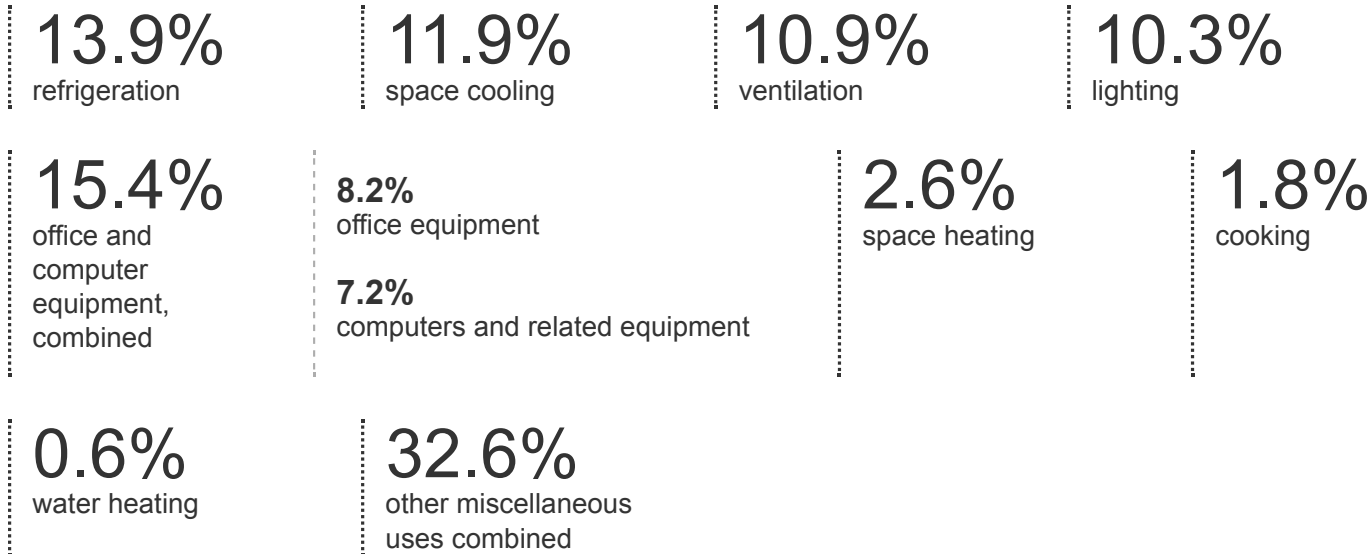 13.9%
refrigeration
11.9%
space cooling
10.9%
ventilation
10.3%
lighting
15.4%
office and
computer
equipment,
combined
8.2%
office equipment
7.2%
computers and related equipment
2.6%
space heating
1.8%
cooking
0.6%
water heating
32.6%
other miscellaneous
uses combined